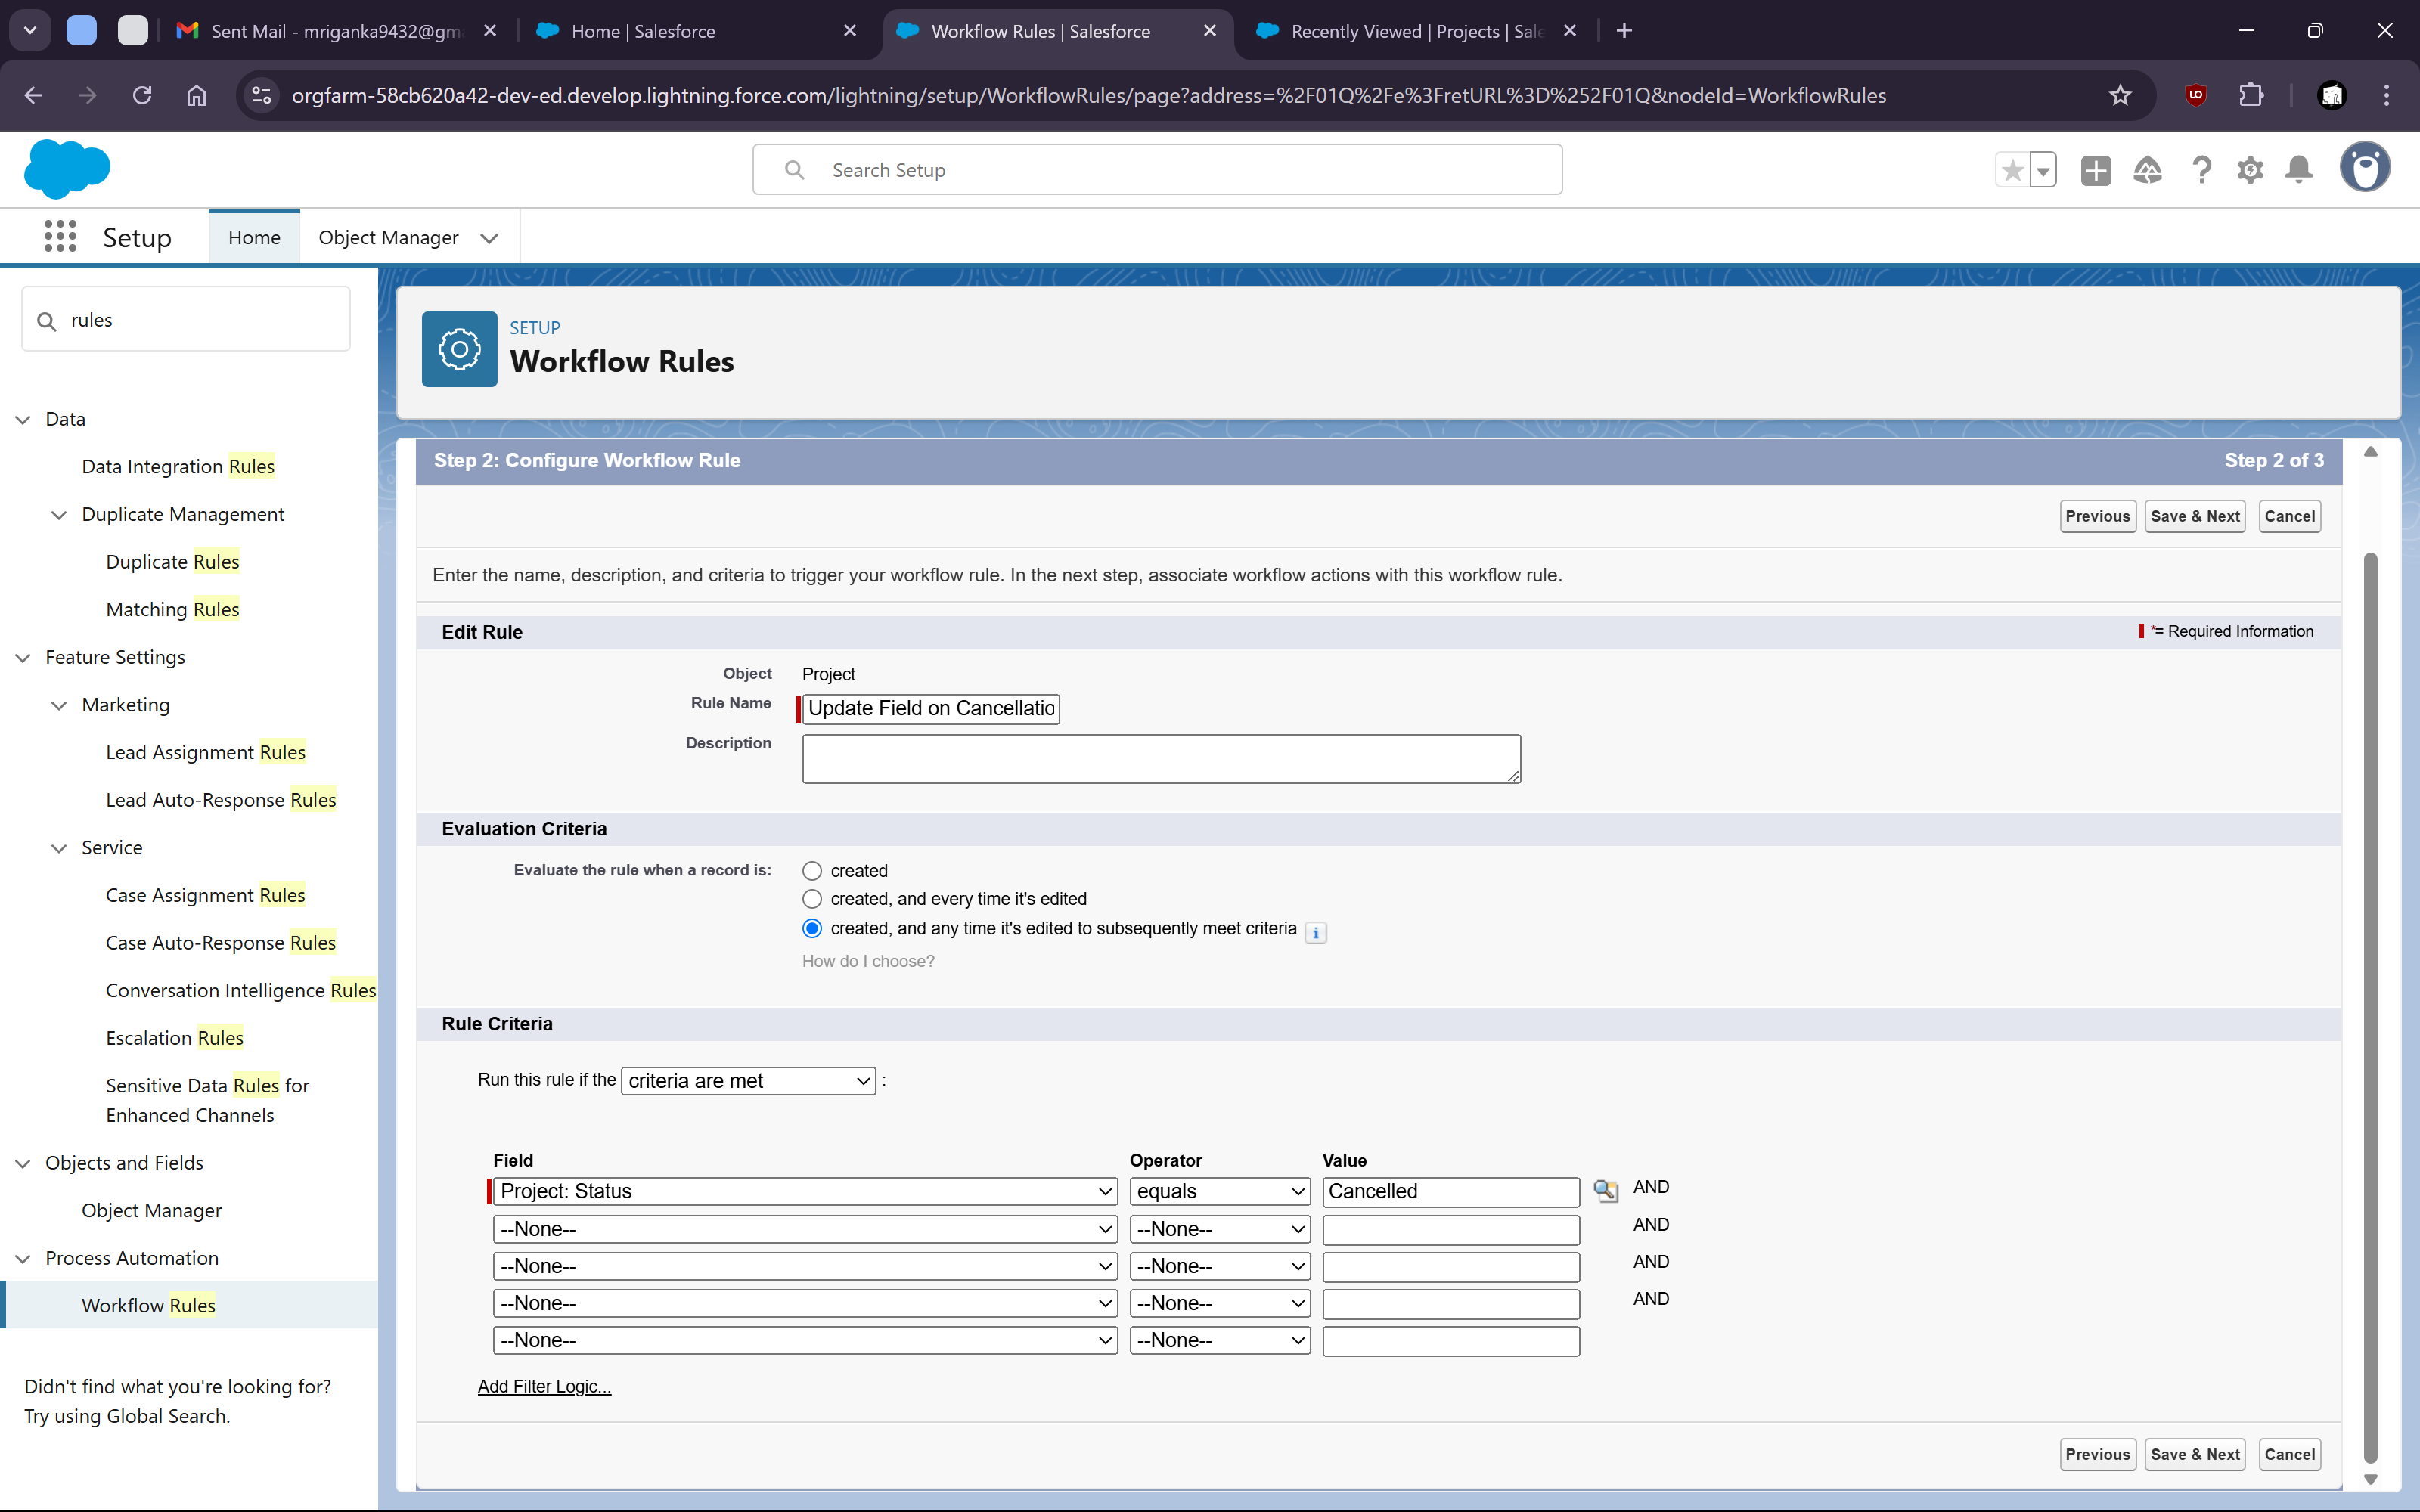 Sent Mail - mriganka9432@gm
Home | Salesforce
Workflow Rules | Salesforce
Recently Viewed | Projects | Sale
orgfarm-58cb620a42-dev-ed.develop.lightning.force.com/lightning/setup/WorkflowRules/page?address=%2F01Q%2Fe%3FretURL%3D%252F01Q&nodeId=WorkflowRules
Search Setup
Setup
Home
Object Manager
rules
Data
Data Integration Rules
Duplicate Management
Duplicate Rules
Matching Rules
Feature Settings
Marketing
Lead Assignment Rules
Lead Auto-Response Rules
Service
Case Assignment Rules
Case Auto-Response Rules
Conversation Intelligence Rules
Escalation Rules
Sensitive Data Rules for
Enhanced Channels
Objects and Fields
Object Manager
Process Automation
Workflow Rules
Didn't find what you're looking for?
Try using Global Search.
SETUP
Workflow Rules
Step 2: Configure Workflow Rule Step 2 of 3
Previous Save & Next Cancel
Enter the name, description, and criteria to trigger your workflow rule. In the next step, associate workflow actions with this workflow rule.
Edit Rule *= Required Information
Object Project
Rule Name Update Field on Cancellatio
Description
Evaluation Criteria
Evaluate the rule when a record is: created
created, and every time it's edited
created, and any time it's edited to subsequently meet criteria i
How do I choose?
Rule Criteria
Run this rule if the criteria are met :
Field Operator Value
Project: Status equals Cancelled AND
--None-- --None-- AND
--None-- --None-- AND
--None-- --None-- AND
--None-- --None--
Add Filter Logic...
Previous Save & Next Cancel